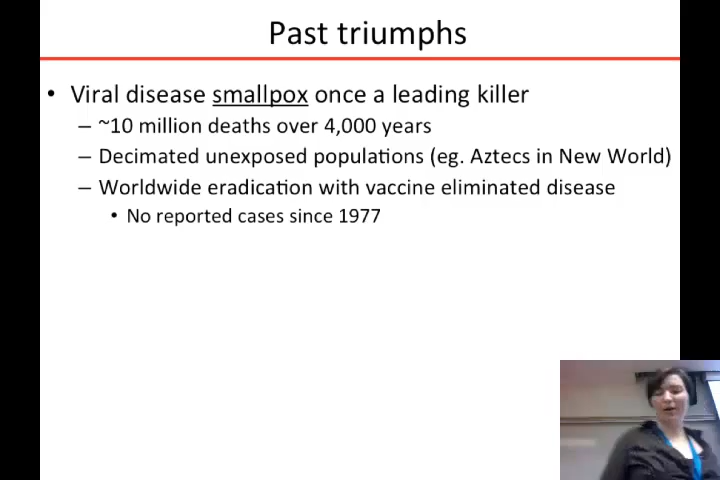 Past triumphs
• Viral disease smallpox once a leading killer
– ~10 million deaths over 4,000 years
– Decimated unexposed populations (eg. Aztecs in New World)
– Worldwide eradication with vaccine eliminated disease
• No reported cases since 1977